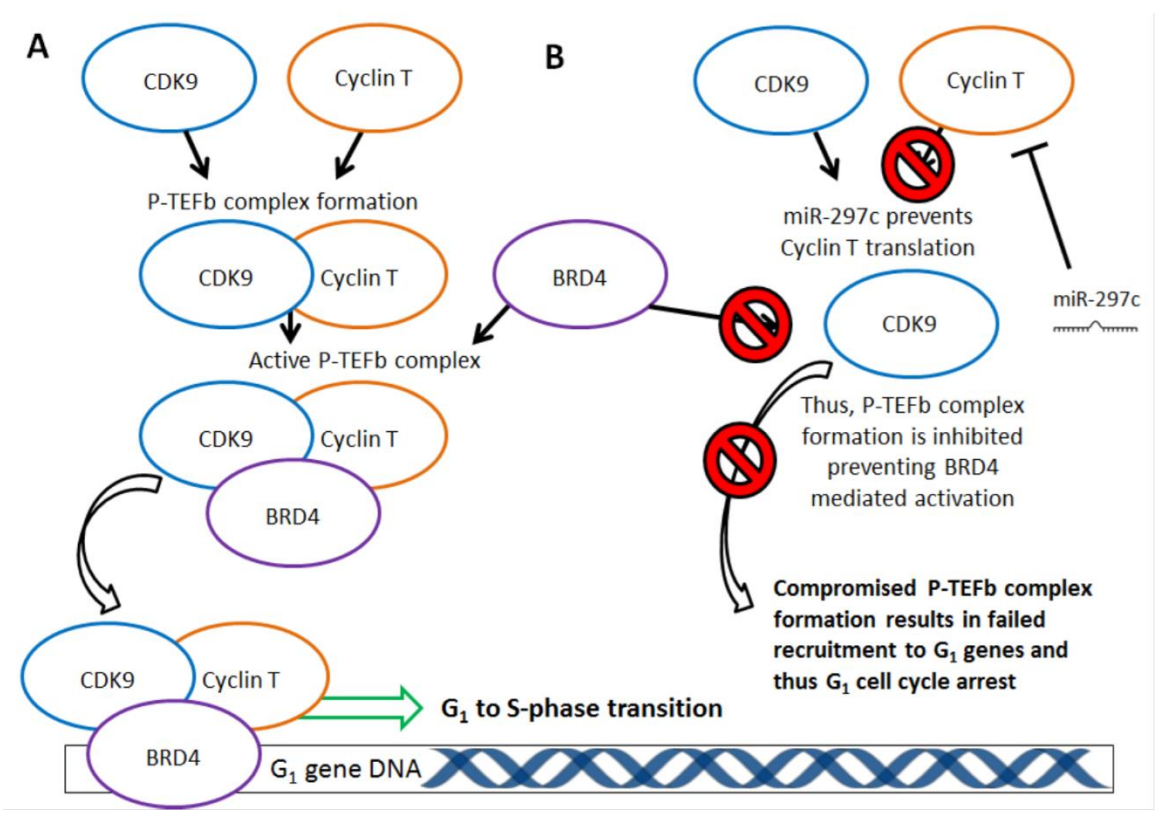 A
CDK9
Cyclin T
P-TEFb complex formation
CDK9
Cyclin T
BRD4
Active P-TEFb complex
CDK9
Cyclin T
BRD4
CDK9
Cyclin T
BRD4
G₁ to S-phase transition
G₁ gene DNA
B
CDK9
Cyclin T
miR-297c prevents
Cyclin T translation
miR-297c
CDK9
Thus, P-TEFb complex
formation is inhibited
preventing BRD4
mediated activation
Compromised P-TEFb complex
formation results in failed
recruitment to G₁ genes and
thus G₁ cell cycle arrest